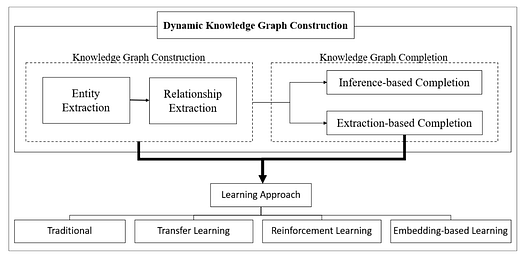 Dynamic Knowledge Graph Construction
Knowledge Graph Construction
Knowledge Graph Completion
Entity
Extraction
Relationship
Extraction
Inference-based Completion
Extraction-based Completion
Learning Approach
Traditional
Transfer Learning
Reinforcement Learning
Embedding-based Learning